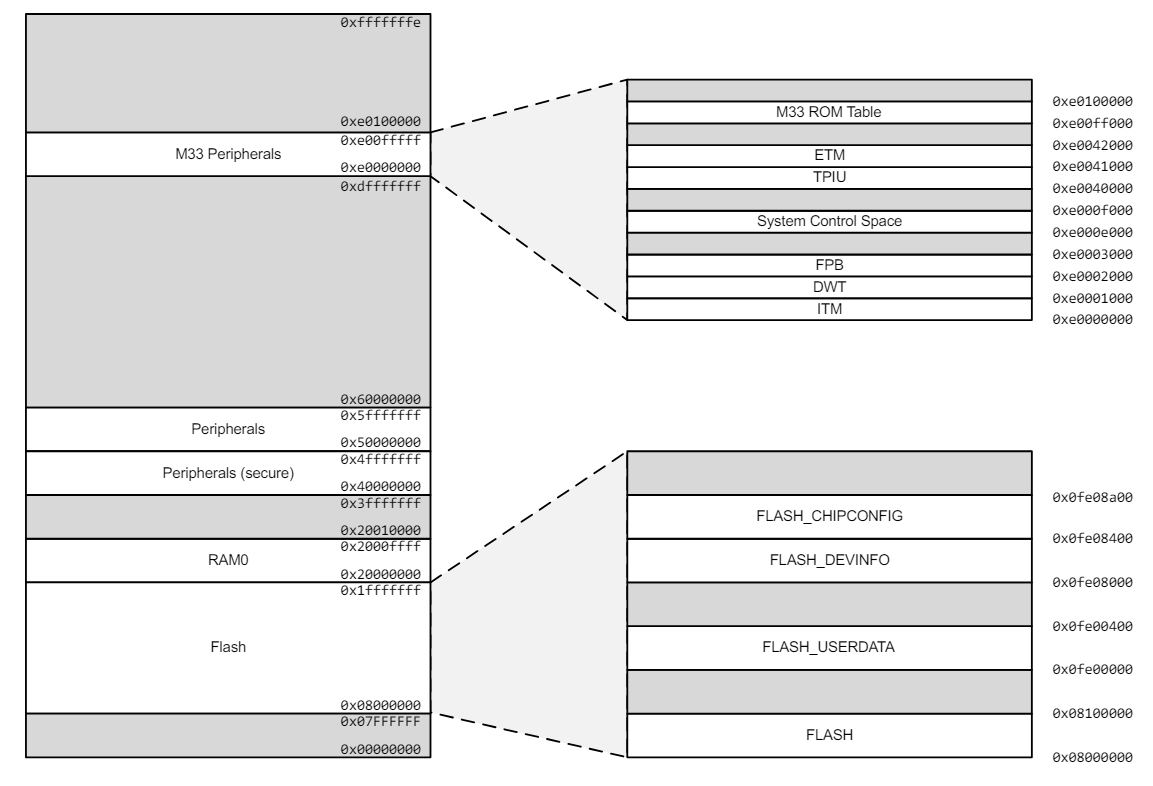 0xfffffffe
0xe0100000
0xe00fffff
M33 Peripherals
0xe0000000
0xdfffffff
0x60000000
0x5fffffff
Peripherals
0x50000000
0x4fffffff
Peripherals (secure)
0x40000000
0x3fffffff
0x20010000
0x2000ffff
RAM0
0x20000000
0x1fffffff
Flash
0x08000000
0x07FFFFFF
0x00000000
0xe0100000
M33 ROM Table
0xe00ff000
0xe0042000
ETM
0xe0041000
TPIU
0xe0040000
0xe000f000
System Control Space
0xe000e000
0xe0003000
FPB
0xe0002000
DWT
0xe0001000
ITM
0xe0000000
0x0fe08a00
FLASH_CHIPCONFIG
0x0fe08400
FLASH_DEVINFO
0x0fe08000
0x0fe00400
FLASH_USERDATA
0x0fe00000
0x08100000
FLASH
0x08000000